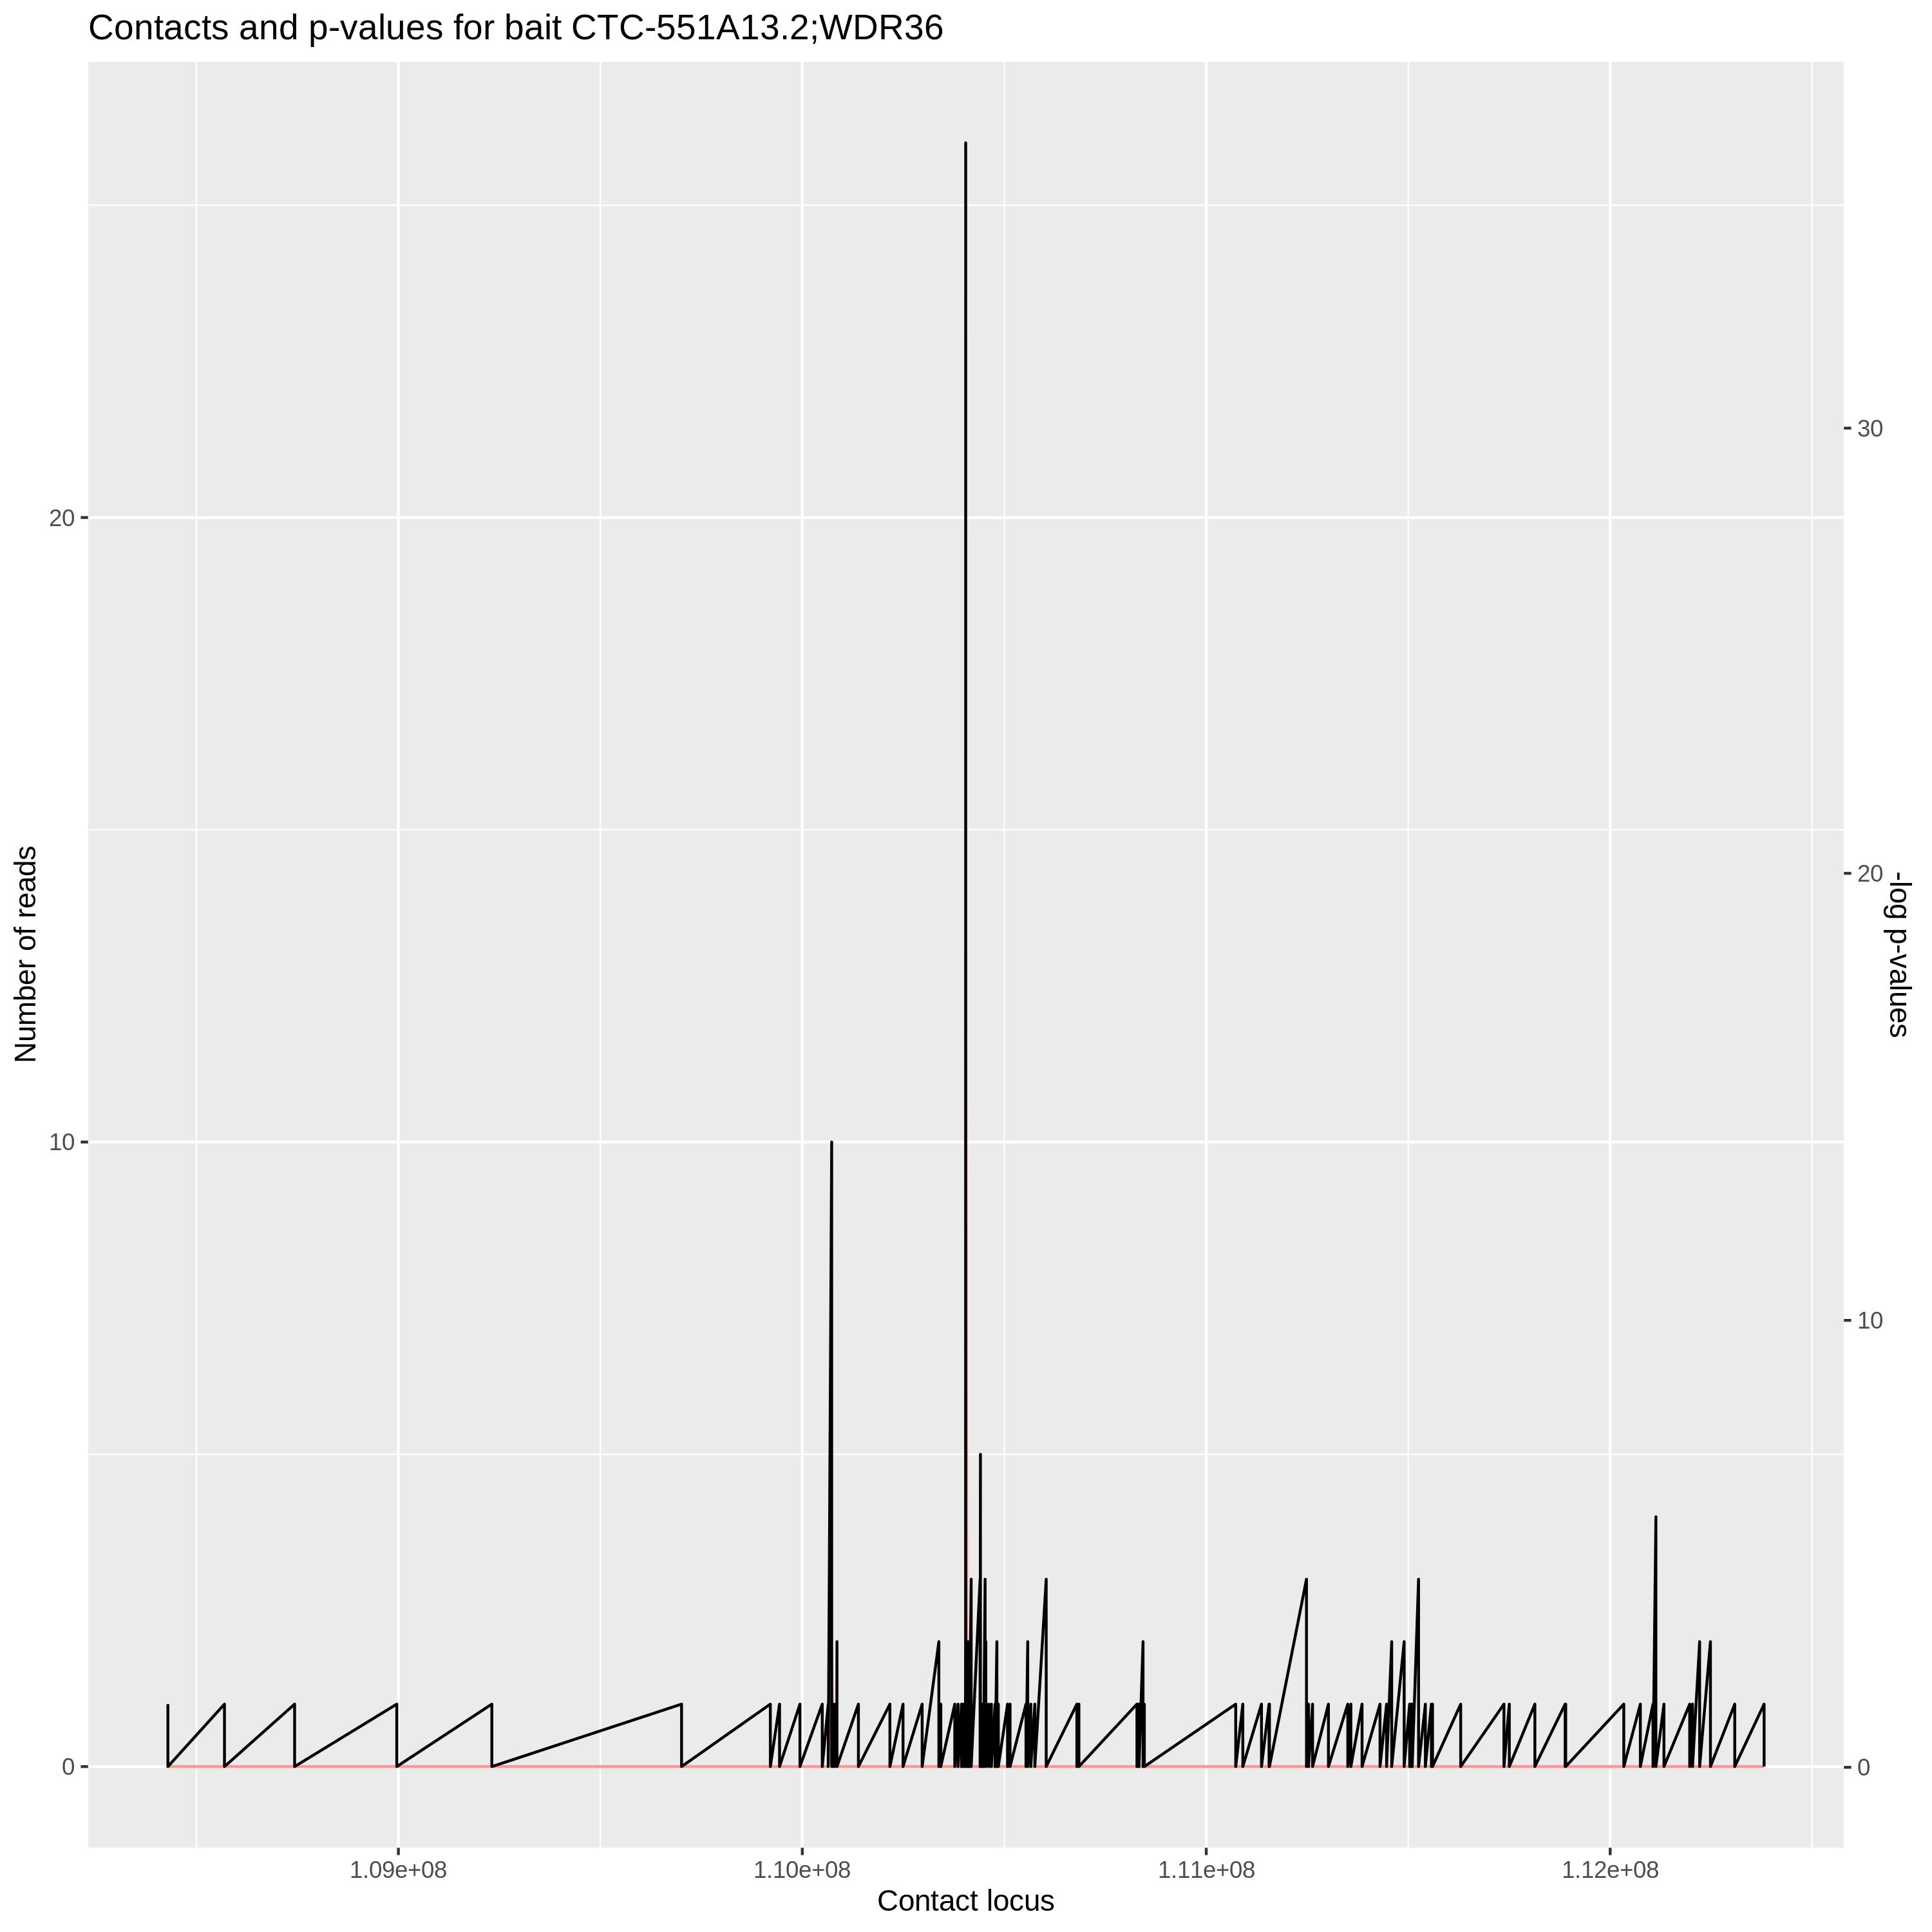 Contacts and p-values for bait CTC-551A13.2;WDR36
Number of reads
20
10
0
30
20
10
0
-log p-values
1.09e+08
1.10e+08
1.11e+08
1.12e+08
Contact locus